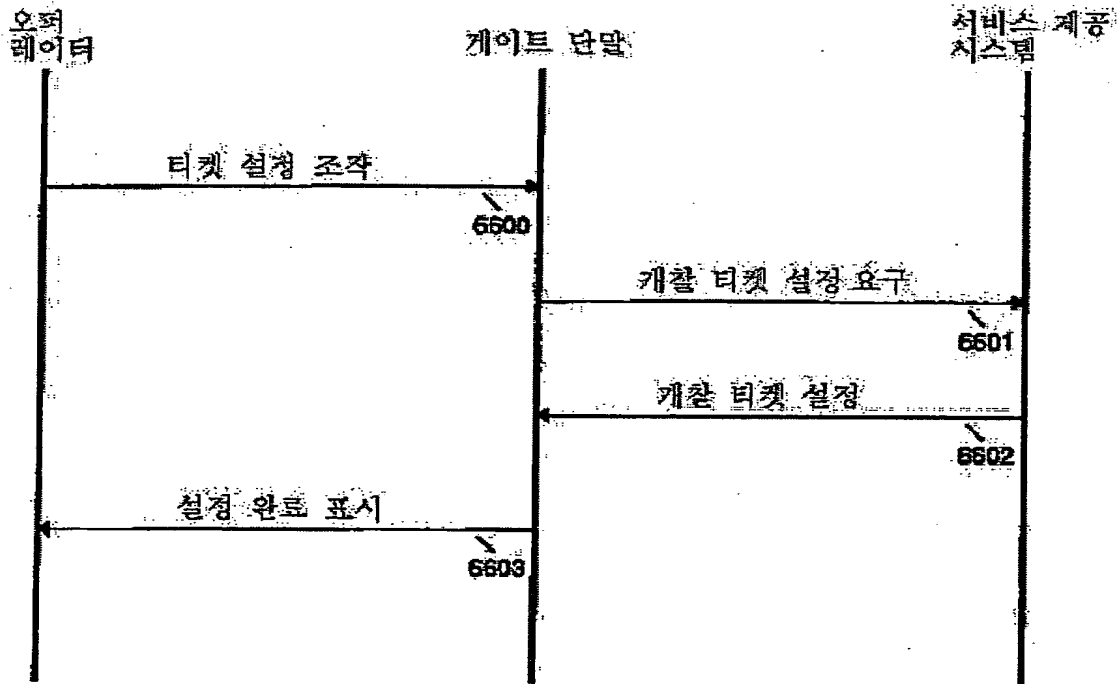 오퍼
레이터
게이트 단말
서비스 제공
시스템
티켓 설정 조작
6600
개찰 티켓 설정 요구
6601
개찰 티켓 설정
6602
설정 완료 표시
6603